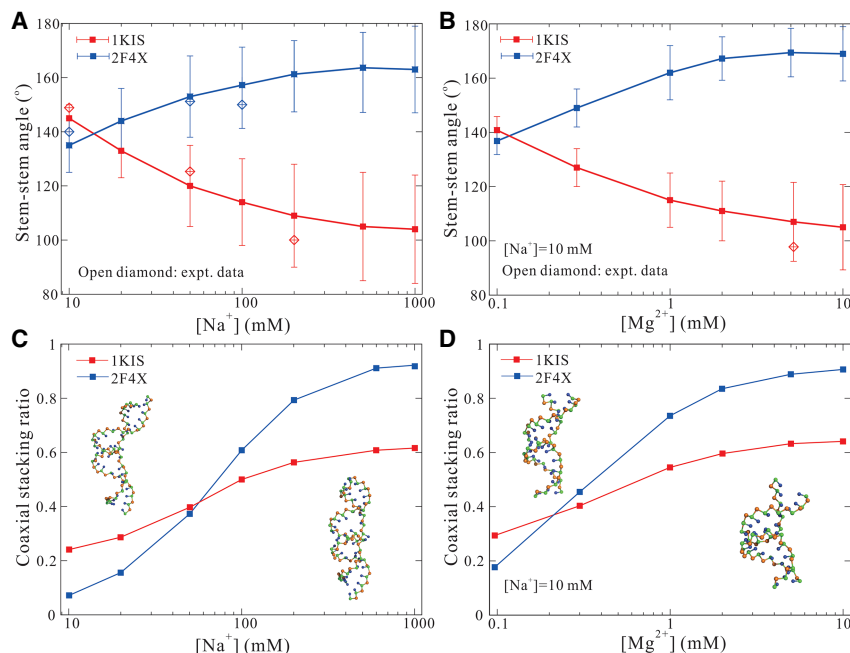 A
180
160
140
120
100
80
Stem-stem angle (°)
1KIS
2F4X
Open diamond: expt. data
10
100
1000
[Na⁺] (mM)
B
180
160
140
120
100
80
Stem-stem angle (°)
1KIS
2F4X
[Na⁺]=10 mM
Open diamond: expt. data
0.1
1
10
[Mg²⁺] (mM)
C
1
0.8
0.6
0.4
0.2
0
Coaxial stacking ratio
1KIS
2F4X
10
100
1000
[Na⁺] (mM)
D
1
0.8
0.6
0.4
0.2
0
Coaxial stacking ratio
1KIS
2F4X
[Na⁺]=10 mM
0.1
1
10
[Mg²⁺] (mM)